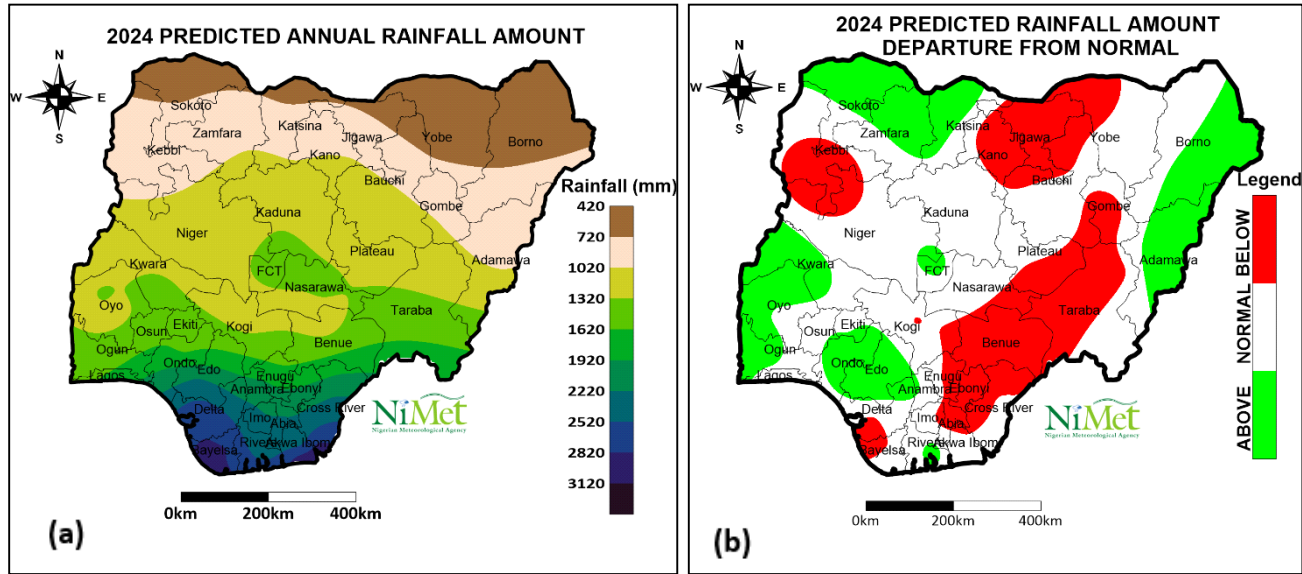 2024 PREDICTED ANNUAL RAINFALL AMOUNT
N
W E
S
Sokoto
Zamfara
Katsina
Jigawa
Yobe
Borno
Kebbi
Kano
Bauchi
Gombe
Kaduna
Niger
Plateau
Adamawa
Kwara
FCT
Nasarawa
Oyo
Taraba
Osun
Ekiti
Kogi
Benue
Ogun
Ondo
Edo
Lagos
Enugu
Anambra
Ebonyi
Delta
Imo
Abia
Cross River
Bayelsa
Rivers
Akwa Ibom
Rainfall (mm)
420
720
1020
1320
1620
1920
2220
2520
2820
3120
NiMet
Nigerian Meteorological Agency
0km 200km 400km
(a)
2024 PREDICTED RAINFALL AMOUNT
DEPARTURE FROM NORMAL
N
W E
S
Sokoto
Zamfara
Katsina
Jigawa
Yobe
Borno
Kebbi
Kano
Bauchi
Gombe
Kaduna
Niger
Plateau
Adamawa
Kwara
FCT
Nasarawa
Oyo
Taraba
Osun
Ekiti
Kogi
Benue
Ogun
Ondo
Edo
Lagos
Enugu
Anambra
Ebonyi
Delta
Imo
Abia
Cross River
Bayelsa
Rivers
Akwa Ibom
Legend
ABOVE NORMAL BELOW
NiMet
Nigerian Meteorological Agency
0km 200km 400km
(b)